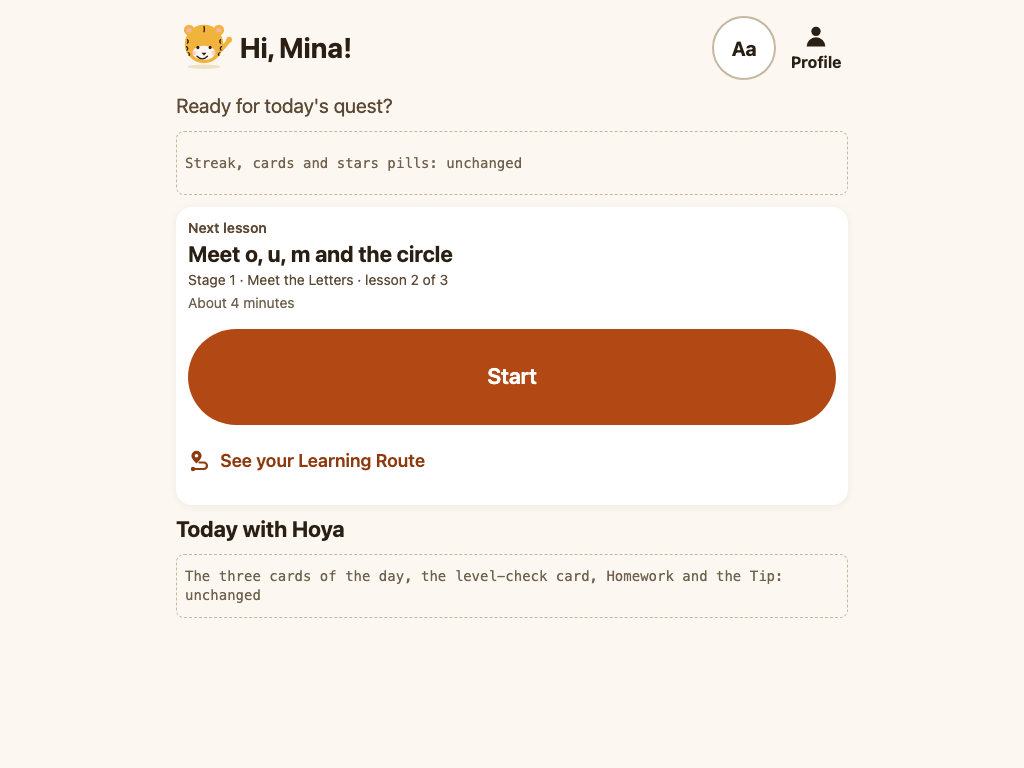 Hi, Mina!
Aa
Profile
Ready for today's quest?
Streak, cards and stars pills: unchanged
Next lesson
Meet o, u, m and the circle
Stage 1 · Meet the Letters · lesson 2 of 3
About 4 minutes
Start
See your Learning Route
Today with Hoya
The three cards of the day, the level-check card, Homework and the Tip:
unchanged